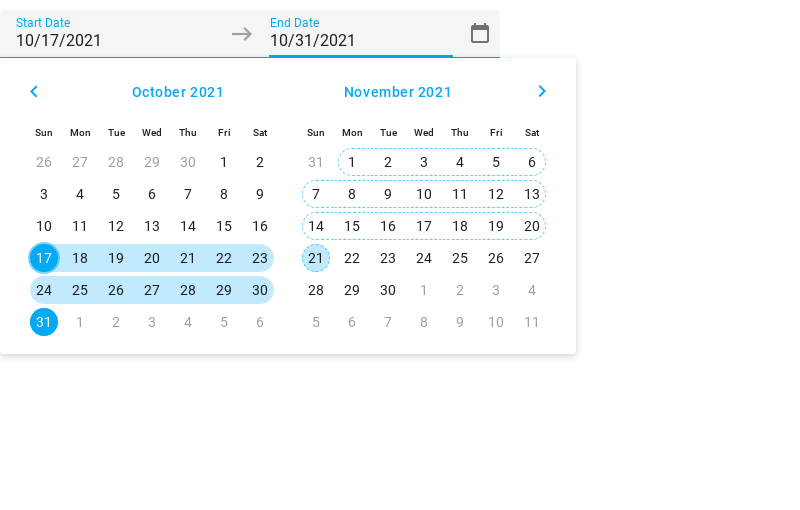 Start Date End Date
10/17/2021 10/31/2021
October 2021 November 2021
Sun Mon Tue Wed Thu Fri Sat Sun Mon Tue Wed Thu Fri Sat
26 27 28 29 30 1 2 31 1 2 3 4 5 6
3 4 5 6 7 8 9 7 8 9 10 11 12 13
10 11 12 13 14 15 16 14 15 16 17 18 19 20
17 18 19 20 21 22 23 21 22 23 24 25 26 27
24 25 26 27 28 29 30 28 29 30 1 2 3 4
31 1 2 3 4 5 6 5 6 7 8 9 10 11